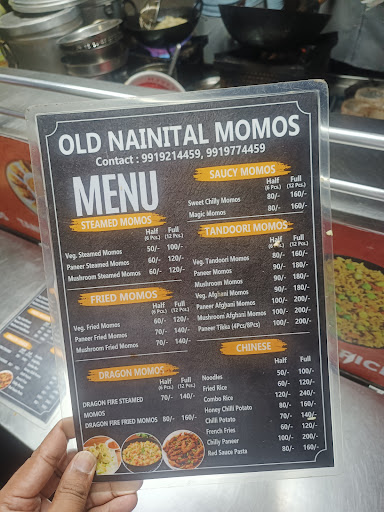 OLD NAINITAL MOMOS
Contact : 9919214459, 9919774459
MENU
STEAMED MOMOS
Half Full
(6 Pcs.) (12 Pcs.)
Veg. Steamed Momos 50/- 100/-
Paneer Steamed Momos 60/- 120/-
Mushroom Steamed Momos 60/- 120/-
FRIED MOMOS
Half Full
(6 Pcs.) (12 Pcs.)
Veg. Fried Momos 60/- 120/-
Paneer Fried Momos 70/- 140/-
Mushroom Fried Momos 70/- 140/-
DRAGON MOMOS
Half Full
(6 Pcs.) (12 Pcs.)
DRAGON FIRE STEAMED 70/- 140/-
MOMOS
DRAGON FIRE FRIED MOMOS 80/- 160/-
SAUCY MOMOS
Half Full
(6 Pcs.) (12 Pcs.)
Sweet Chilly Momos 80/- 160/-
Magic Momos 80/- 160/-
TANDOORI MOMOS
Half Full
(6 Pcs.) (12 Pcs.)
Veg. Tandoori Momos 80/- 160/-
Paneer Momos 90/- 180/-
Mushroom Momos 90/- 180/-
Veg. Afghani Momos 90/- 180/-
Paneer Afghani Momos 100/- 200/-
Mushroom Afghani Momos 100/- 200/-
Paneer Tikka (4Pcs/8Pcs) 100/- 200/-
CHINESE
Half Full
Noodles 50/- 100/-
Fried Rice 60/- 120/-
Combo Rice 120/- 240/-
Honey Chilli Potato 80/- 160/-
Chilli Potato 70/- 140/-
French Fries 60/- 120/-
Chilly Paneer 100/- 200/-
Red Sauce Pasta 80/- 160/-